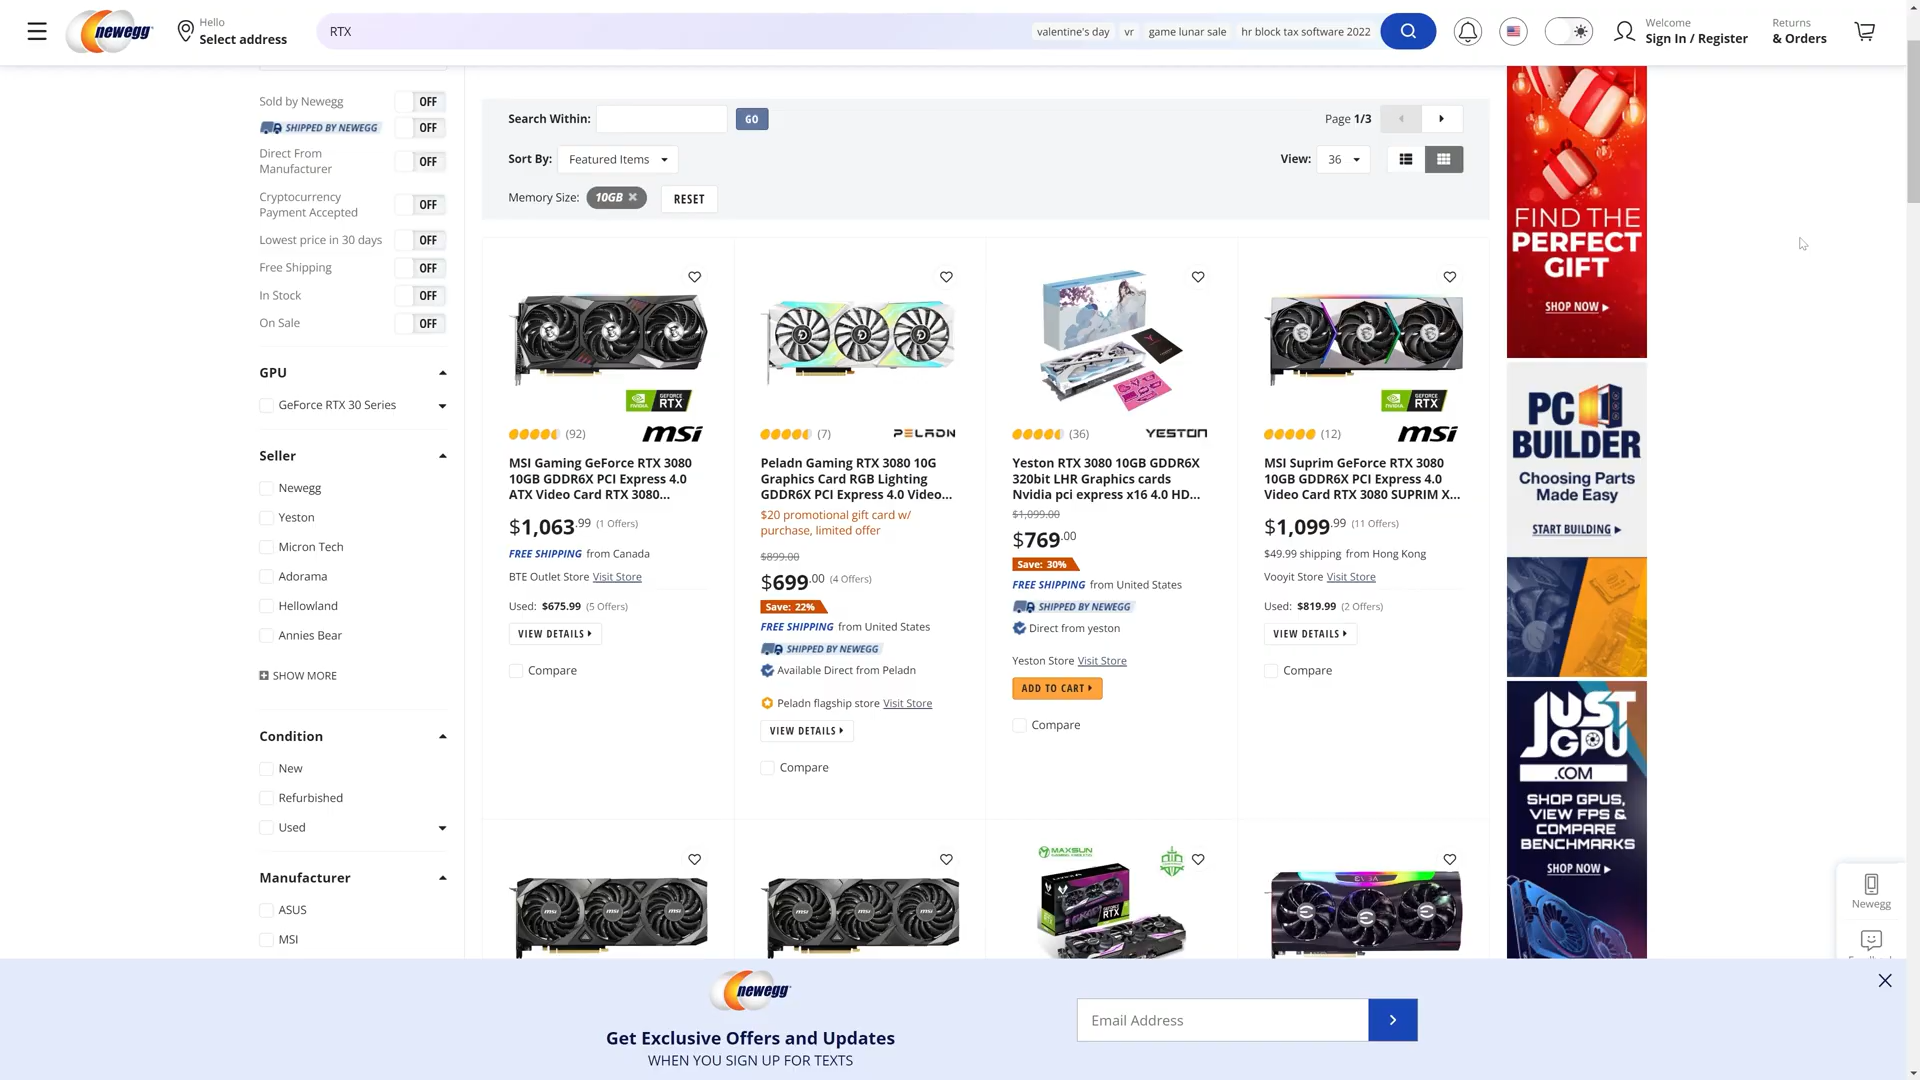 newegg
Hello
Select address
RTX
valentine's day
vr
game lunar sale
hr block tax software 2022
Welcome
Sign In / Register
Returns
& Orders
Sold by Newegg OFF
SHIPPED BY NEWEGG OFF
Direct From
Manufacturer OFF
Cryptocurrency
Payment Accepted OFF
Lowest price in 30 days OFF
Free Shipping OFF
In Stock OFF
On Sale OFF
GPU
GeForce RTX 30 Series
Seller
Newegg
Yeston
Micron Tech
Adorama
Hellowland
Annies Bear
SHOW MORE
Condition
New
Refurbished
Used
Manufacturer
ASUS
MSI
Search Within: GO
Page 1/3
Sort By: Featured Items
View: 36
Memory Size: 10GB RESET
GEFORCE RTX
(92) msi
MSI Gaming GeForce RTX 3080
10GB GDDR6X PCI Express 4.0
ATX Video Card RTX 3080...
$1,063.99 (1 Offers)
FREE SHIPPING from Canada
BTE Outlet Store Visit Store
Used: $675.99 (5 Offers)
VIEW DETAILS
Compare
(7) PELADN
Peladn Gaming RTX 3080 10G
Graphics Card RGB Lighting
GDDR6X PCI Express 4.0 Video...
$20 promotional gift card w/
purchase, limited offer
$899.00
$699.00 (4 Offers)
Save: 22%
FREE SHIPPING from United States
SHIPPED BY NEWEGG
Available Direct from Peladn
Peladn flagship store Visit Store
VIEW DETAILS
Compare
(36) YESTON
Yeston RTX 3080 10GB GDDR6X
320bit LHR Graphics cards
Nvidia pci express x16 4.0 HD...
$1,099.00
$769.00
Save: 30%
FREE SHIPPING from United States
SHIPPED BY NEWEGG
Direct from yeston
Yeston Store Visit Store
ADD TO CART
Compare
GEFORCE RTX
(12) msi
MSI Suprim GeForce RTX 3080
10GB GDDR6X PCI Express 4.0
Video Card RTX 3080 SUPRIM X...
$1,099.99 (11 Offers)
$49.99 shipping from Hong Kong
Vooyit Store Visit Store
Used: $819.99 (2 Offers)
VIEW DETAILS
Compare
msi
msi
MAXSUN
RTX
EVGA
FIND THE
PERFECT
GIFT
SHOP NOW
PC
BUILDER
Choosing Parts
Made Easy
START BUILDING
JUST
GPU
.COM
SHOP GPUS,
VIEW FPS &
COMPARE
BENCHMARKS
SHOP NOW
Newegg
newegg
Get Exclusive Offers and Updates
WHEN YOU SIGN UP FOR TEXTS
Email Address